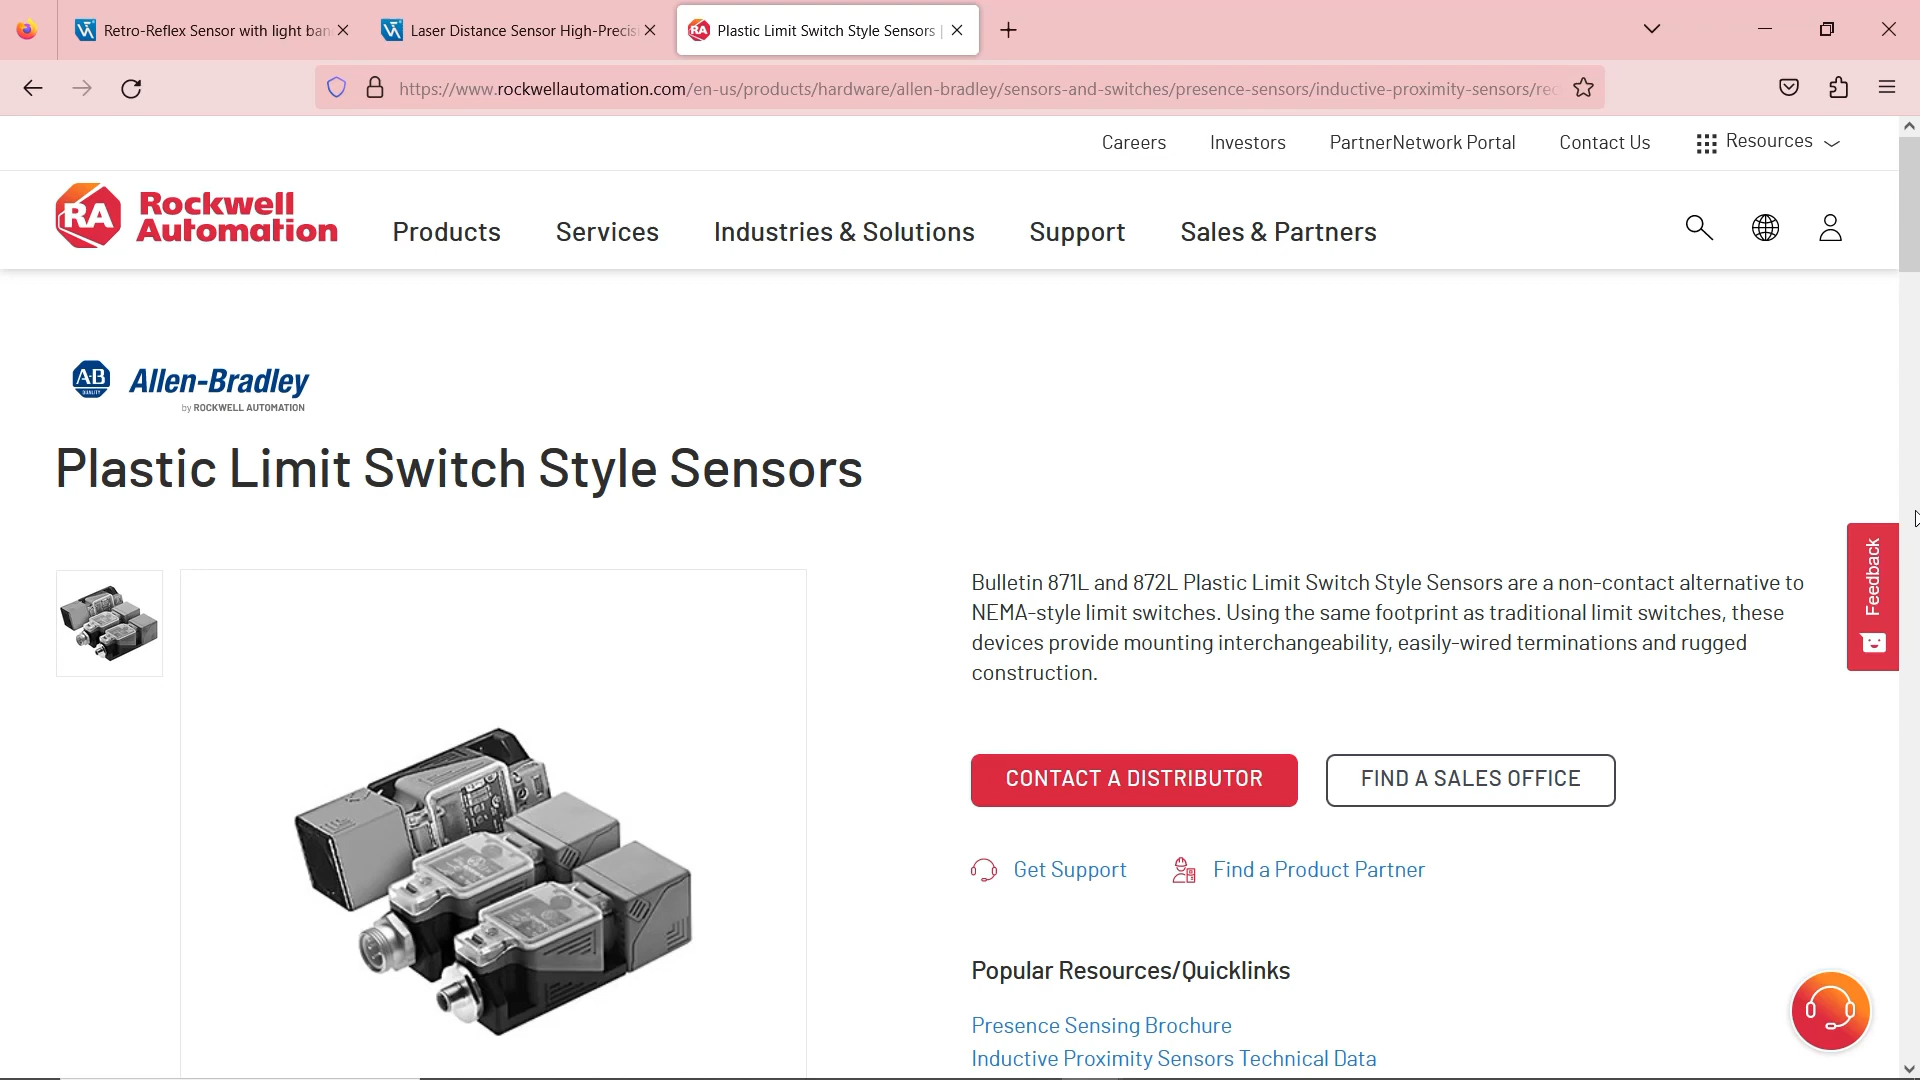 Retro-Reflex Sensor with light ban
Laser Distance Sensor High-Precis
Plastic Limit Switch Style Sensors |
https://www.rockwellautomation.com/en-us/products/hardware/allen-bradley/sensors-and-switches/presence-sensors/inductive-proximity-sensors/rec
Careers
Investors
PartnerNetwork Portal
Contact Us
Resources
RA
Rockwell
Automation
Products
Services
Industries & Solutions
Support
Sales & Partners
A-B
QUALITY
Allen-Bradley
by ROCKWELL AUTOMATION
Plastic Limit Switch Style Sensors
Bulletin 871L and 872L Plastic Limit Switch Style Sensors are a non-contact alternative to
NEMA-style limit switches. Using the same footprint as traditional limit switches, these
devices provide mounting interchangeability, easily-wired terminations and rugged
construction.
Feedback
CONTACT A DISTRIBUTOR
FIND A SALES OFFICE
Get Support
Find a Product Partner
Popular Resources/Quicklinks
Presence Sensing Brochure
Inductive Proximity Sensors Technical Data